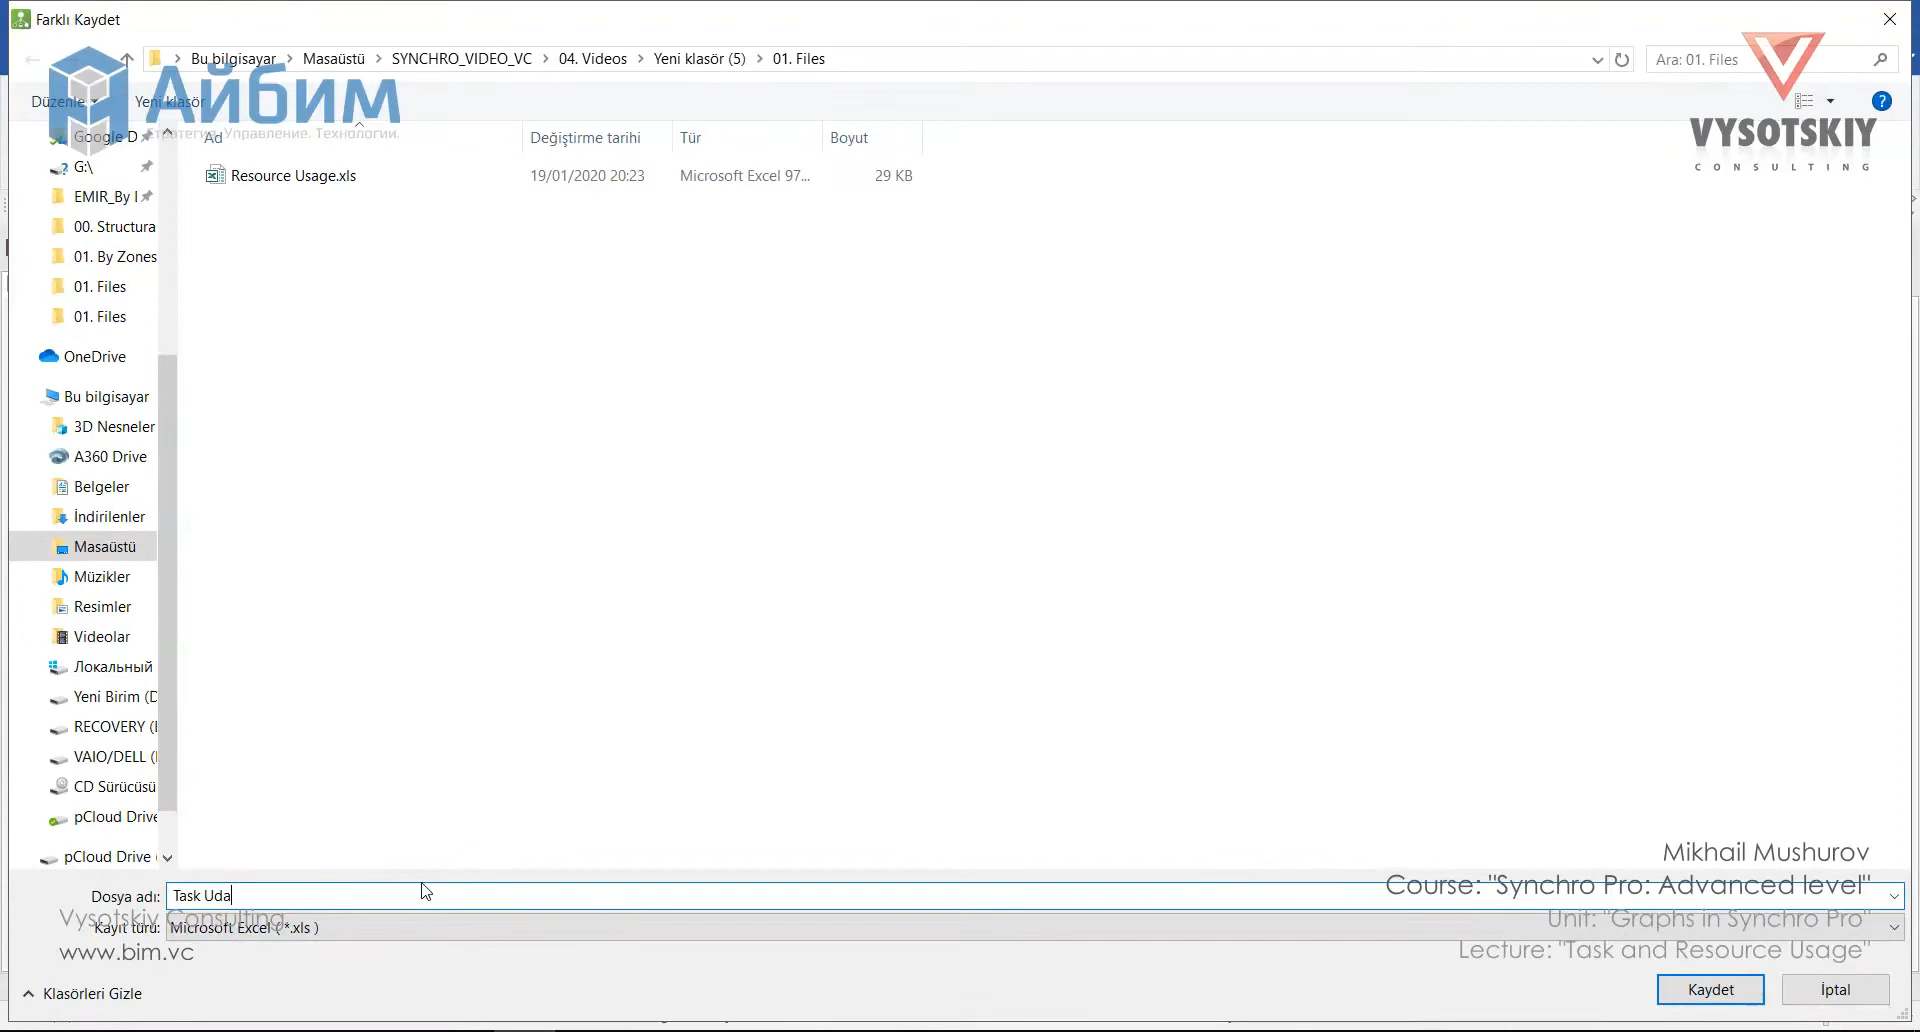 Farklı Kaydet
Bu bilgisayar > Masaüstü > SYNCHRO_VIDEO_VC > 04. Videos > Yeni klasör (5) > 01. Files
Ara: 01. Files
Düzenle
Yeni klasör
Айбим
Стратегия. Управление. Технологии.
VYSOTSKIY
CONSULTING
Ad
Değiştirme tarihi
Tür
Boyut
Resource Usage.xls
19/01/2020 20:23
Microsoft Excel 97...
29 KB
Google D
G:\
EMIR_By
00. Structura
01. By Zones
01. Files
01. Files
OneDrive
Bu bilgisayar
3D Nesneler
A360 Drive
Belgeler
İndirilenler
Masaüstü
Müzikler
Resimler
Videolar
Локальный
Yeni Birim (D
RECOVERY (
VAIO/DELL (
CD Sürücüsü
pCloud Drive
pCloud Drive
Dosya adı:
Task Uda
Kayıt türü:
Microsoft Excel (*.xls )
Vysotskiy Consulting
www.bim.vc
Mikhail Mushurov
Course: "Synchro Pro: Advanced level"
Unit: "Graphs in Synchro Pro"
Lecture: "Task and Resource Usage"
Klasörleri Gizle
Kaydet
İptal